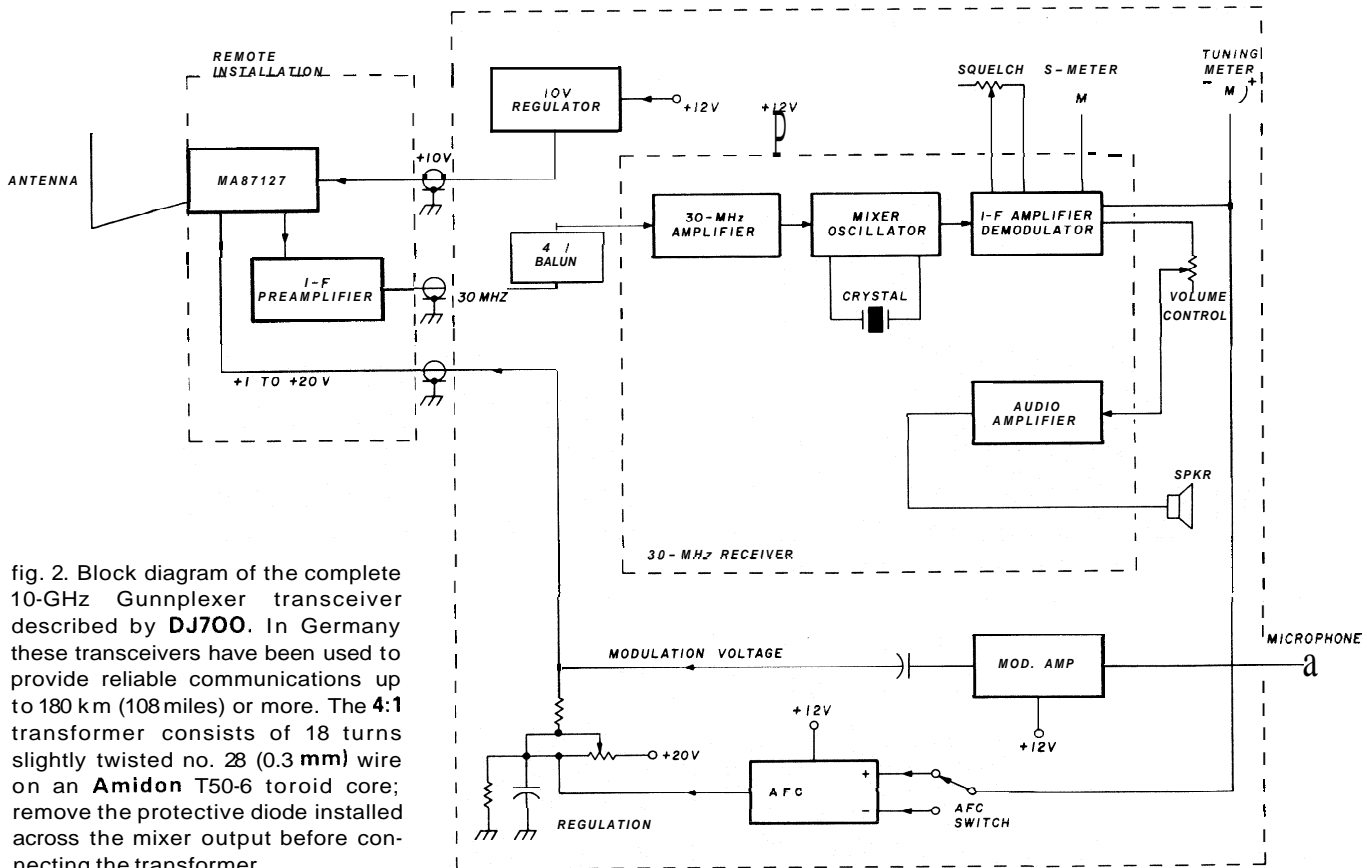 REMOTE
INSTALLATION
ANTENNA
MA87127
I-F
PREAMPLIFIER
+10V
30 MHZ
+1 TO +20V
10V
REGULATOR
+12V
4 1
BALUN
+12V
30-MHz
AMPLIFIER
MIXER
OSCILLATOR
CRYSTAL
SQUELCH
S-METER
M
TUNING
METER
- M +
I-F AMPLIFIER
DEMODULATOR
VOLUME
CONTROL
AUDIO
AMPLIFIER
SPKR
30-MHz RECEIVER
MODULATION VOLTAGE
MOD. AMP
+12V
MICROPHONE
a
+20V
REGULATION
+12V
AFC
+
-
AFC
SWITCH
fig. 2. Block diagram of the complete
10-GHz Gunnplexer transceiver
described by DJ700. In Germany
these transceivers have been used to
provide reliable communications up
to 180 km (108 miles) or more. The 4:1
transformer consists of 18 turns
slightly twisted no. 28 (0.3 mm) wire
on an Amidon T50-6 toroid core;
remove the protective diode installed
across the mixer output before con-
necting the transformer.